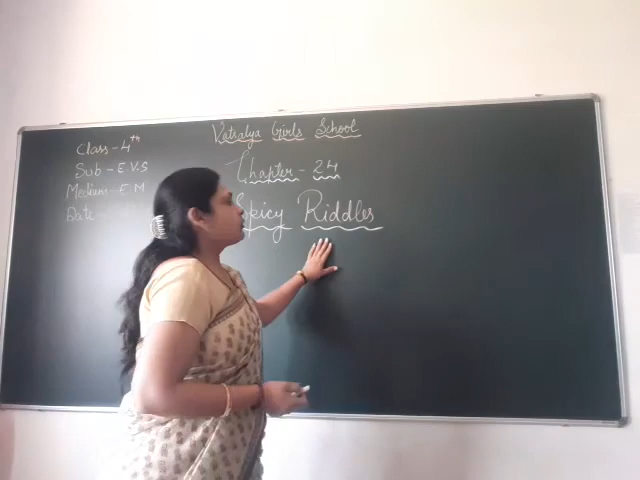 Vatsalya Girls School
Class - 4th
Sub - E.V.S
Medium - E.M
Date -
Chapter - 24
Spicy Riddles